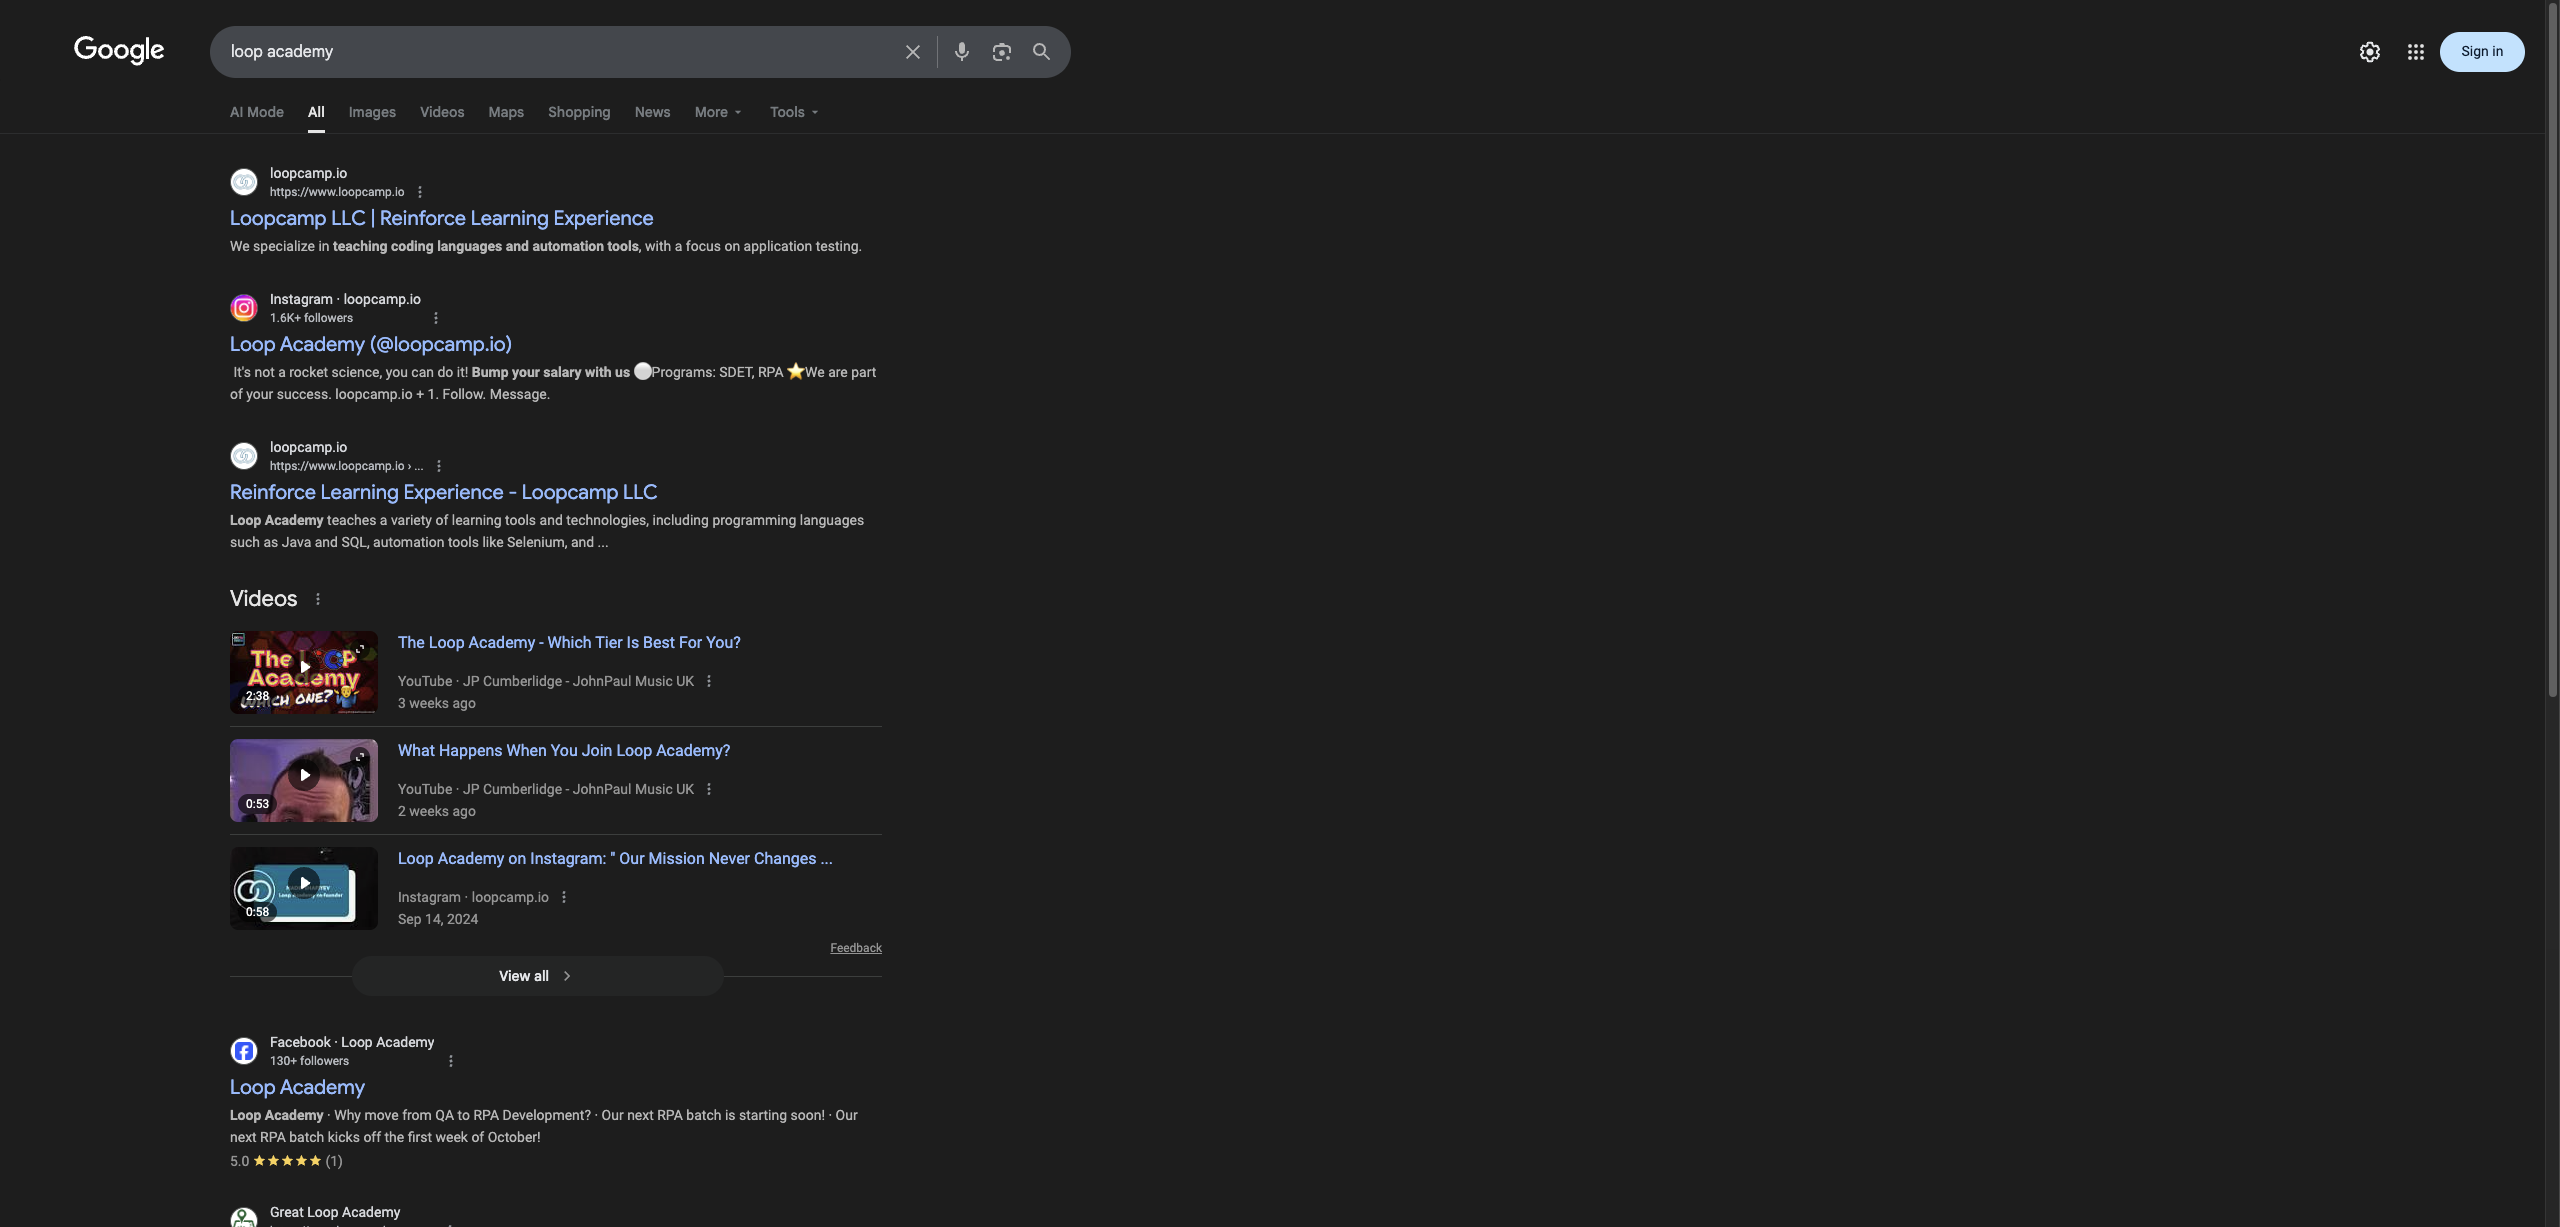 Google
loop academy
Sign in
AI Mode All Images Videos Maps Shopping News More Tools
loopcamp.io
https://www.loopcamp.io
Loopcamp LLC | Reinforce Learning Experience
We specialize in teaching coding languages and automation tools, with a focus on application testing.
Instagram · loopcamp.io
1.6K+ followers
Loop Academy (@loopcamp.io)
It's not a rocket science, you can do it! Bump your salary with us ⚪Programs: SDET, RPA ⭐We are part
of your success. loopcamp.io + 1. Follow. Message.
loopcamp.io
https://www.loopcamp.io › ...
Reinforce Learning Experience - Loopcamp LLC
Loop Academy teaches a variety of learning tools and technologies, including programming languages
such as Java and SQL, automation tools like Selenium, and ...
Videos
The Loop
Academy
Which one?
2:38
The Loop Academy - Which Tier Is Best For You?
YouTube · JP Cumberlidge - JohnPaul Music UK
3 weeks ago
0:53
What Happens When You Join Loop Academy?
YouTube · JP Cumberlidge - JohnPaul Music UK
2 weeks ago
Loop Academy co-founder
0:58
Loop Academy on Instagram: " Our Mission Never Changes ...
Instagram · loopcamp.io
Sep 14, 2024
Feedback
View all
Facebook · Loop Academy
130+ followers
Loop Academy
Loop Academy · Why move from QA to RPA Development? · Our next RPA batch is starting soon! · Our
next RPA batch kicks off the first week of October!
5.0 ★★★★★ (1)
Great Loop Academy